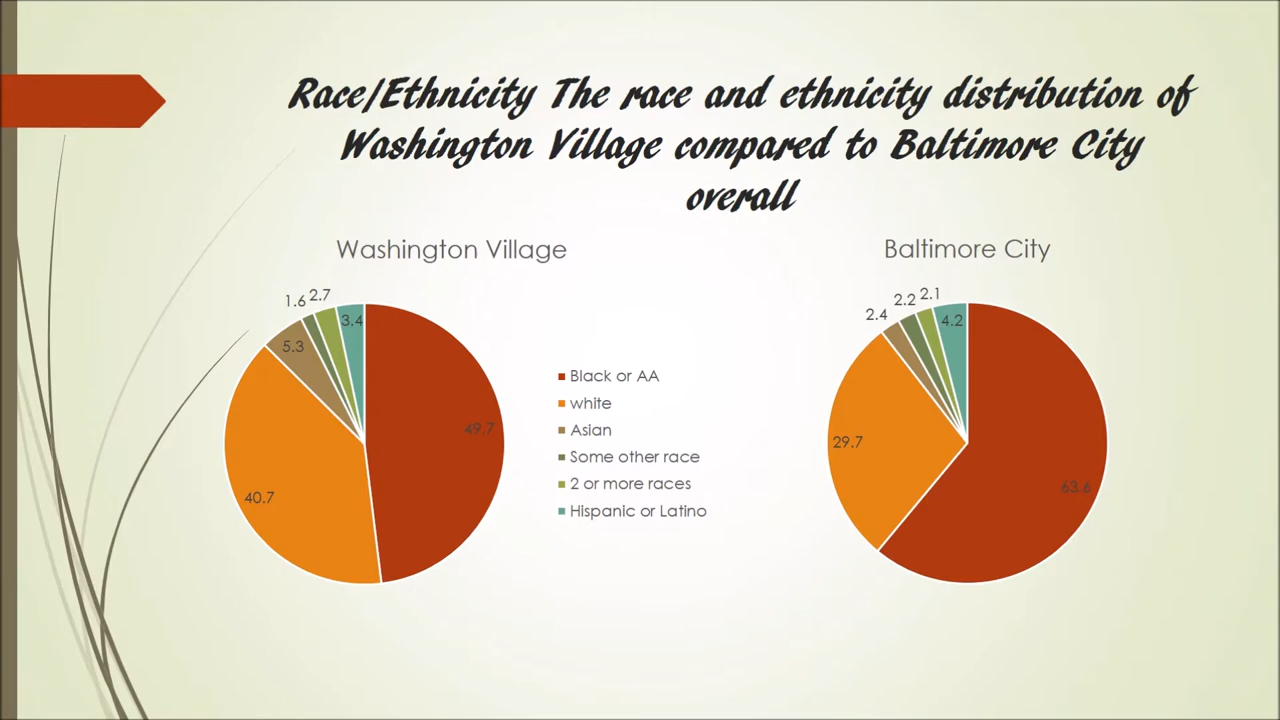 Race/Ethnicity The race and ethnicity distribution of
Washington Village compared to Baltimore City
overall
Washington Village
1.6
2.7
3.4
5.3
49.7
40.7
Black or AA
white
Asian
Some other race
2 or more races
Hispanic or Latino
Baltimore City
2.2
2.1
2.4
4.2
29.7
63.6